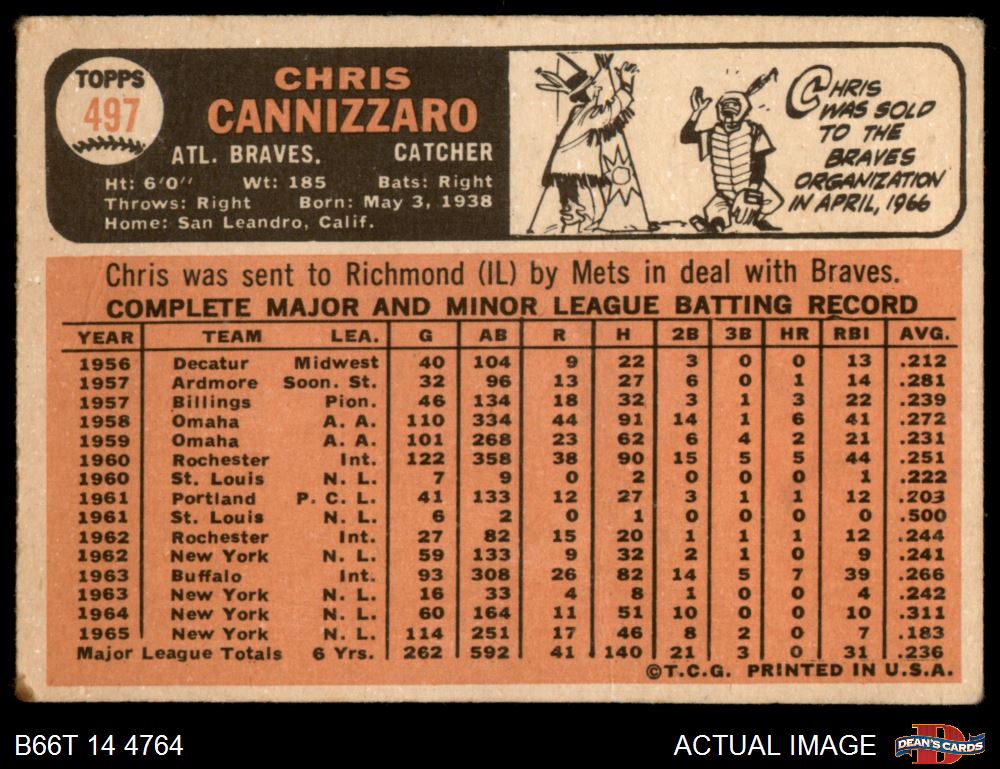 TOPPS
497
CHRIS
CANNIZZARO
ATL. BRAVES. CATCHER
Ht: 6'0" Wt: 185 Bats: Right
Throws: Right Born: May 3, 1938
Home: San Leandro, Calif.
CHRIS
WAS SOLD
TO THE
BRAVES
ORGANIZATION
IN APRIL, 1966
Chris was sent to Richmond (IL) by Mets in deal with Braves.
COMPLETE MAJOR AND MINOR LEAGUE BATTING RECORD
YEAR TEAM LEA. G AB R H 2B 3B HR RBI AVG.
1956 Decatur Midwest 40 104 9 22 3 0 0 13 .212
1957 Ardmore Soon. St. 32 96 13 27 6 0 1 14 .281
1957 Billings Pion. 46 134 18 32 3 1 3 22 .239
1958 Omaha A. A. 110 334 44 91 14 1 6 41 .272
1959 Omaha A. A. 101 268 23 62 6 4 2 21 .231
1960 Rochester Int. 122 358 38 90 15 5 5 44 .251
1960 St. Louis N. L. 7 9 0 2 0 0 0 1 .222
1961 Portland P. C. L. 41 133 12 27 3 1 1 12 .203
1961 St. Louis N. L. 6 2 0 1 0 0 0 0 .500
1962 Rochester Int. 27 82 15 20 1 1 1 12 .244
1962 New York N. L. 59 133 9 32 2 1 0 9 .241
1963 Buffalo Int. 93 308 26 82 14 5 7 39 .266
1963 New York N. L. 16 33 4 8 1 0 0 4 .242
1964 New York N. L. 60 164 11 51 10 0 0 10 .311
1965 New York N. L. 114 251 17 46 8 2 0 7 .183
Major League Totals 6 Yrs. 262 592 41 140 21 3 0 31 .236
©T.C.G. PRINTED IN U.S.A.
B66T 14 4764 ACTUAL IMAGE DEAN'S CARDS